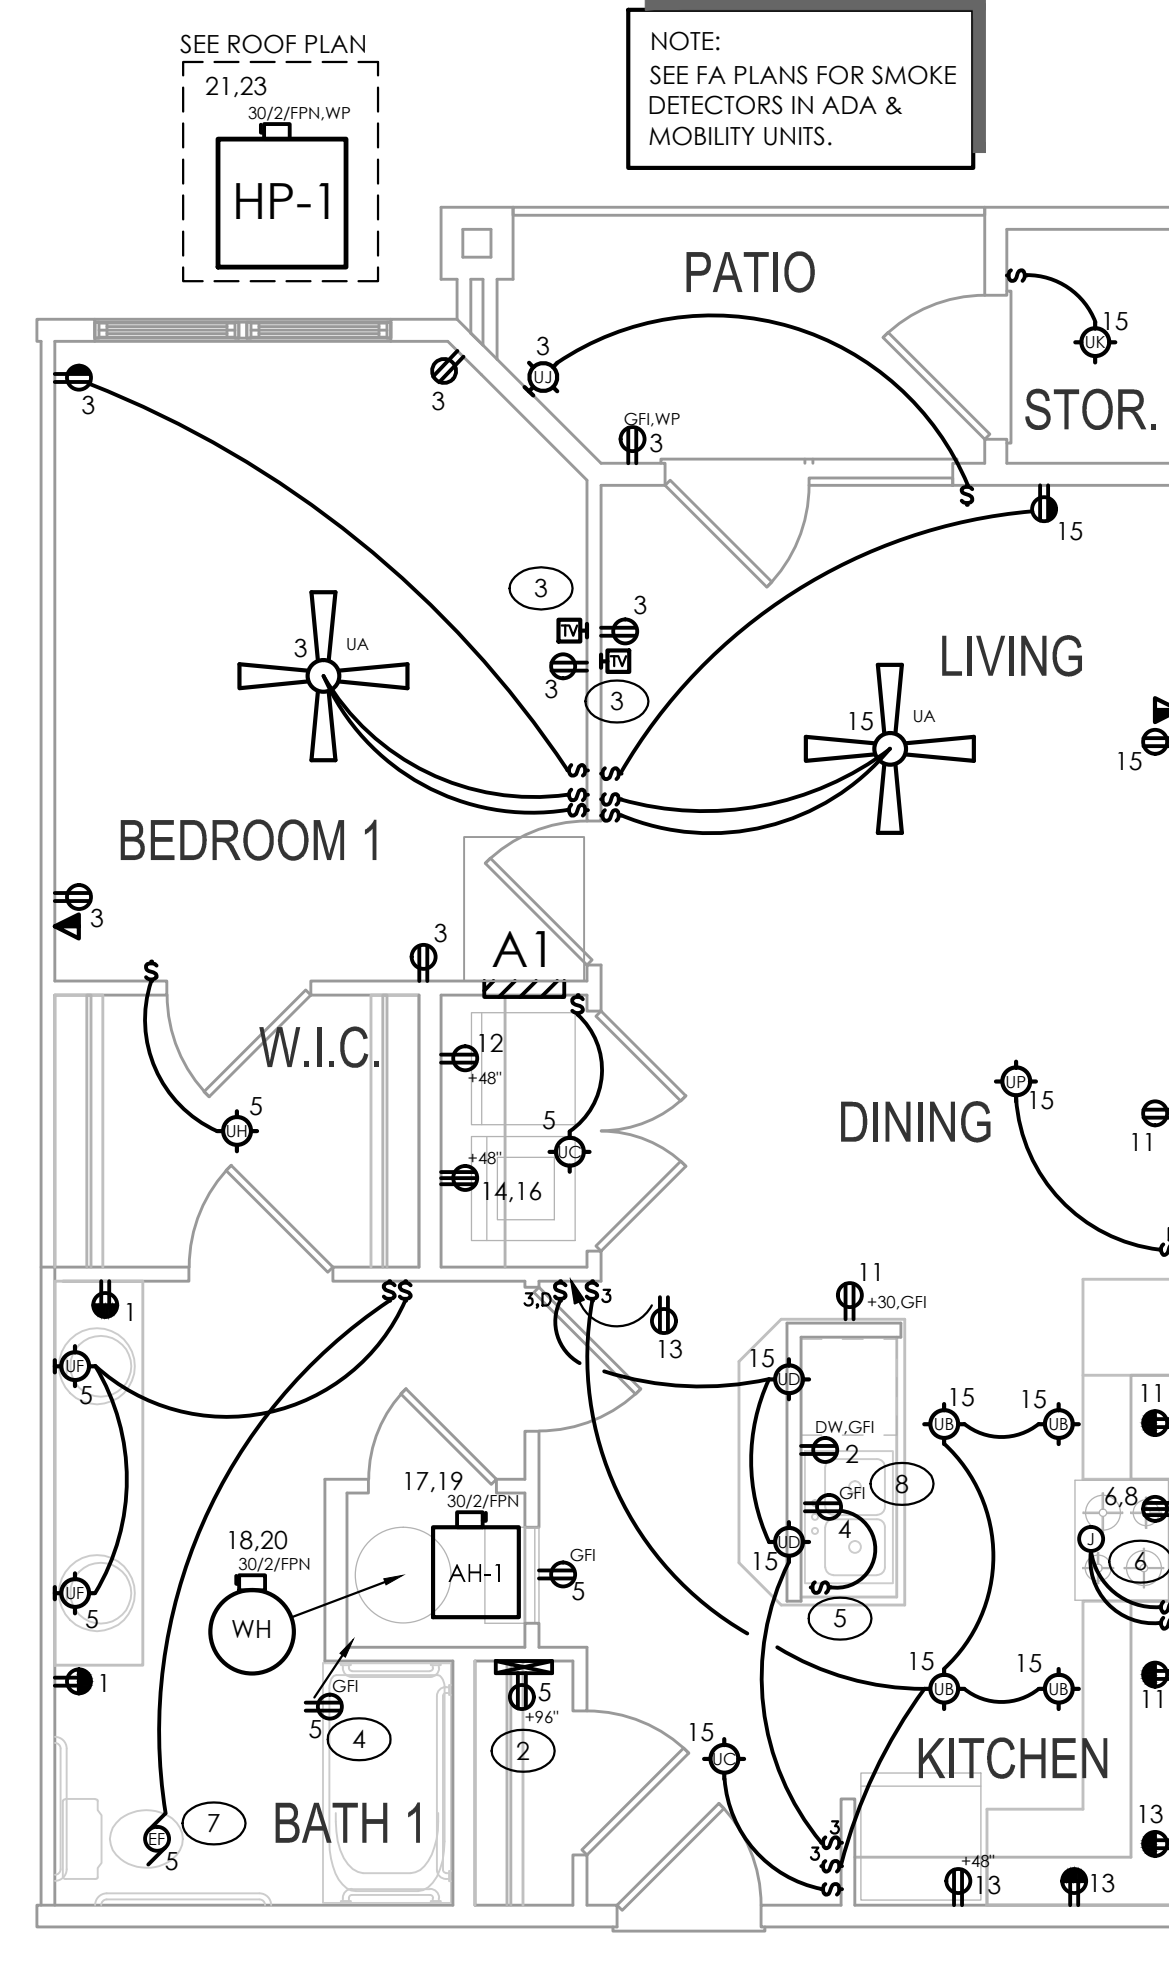 SEE ROOF PLAN
21,23
30/2/FPN,WP
HP-1
NOTE:
SEE FA PLANS FOR SMOKE
DETECTORS IN ADA &
MOBILITY UNITS.
PATIO
S
15
UK
STOR.
3
UJ
3
3
GFI,WP
3
S
15
3
3
TV
3
TV
3
3
LIVING
3
UA
15
UA
15
S
S
S
S
S
S
BEDROOM 1
3
3
A1
S
S
W.I.C.
12
+48"
5
UH
5
UC
+48"
14,16
DINING
UP
15
11
S
1
S
S
3,D
S
S
3
13
11
+30,GFI
UF
5
15
UD
15
UB
15
UB
11
DW,GFI
2
8
GFI
4
17,19
30/2/FPN
AH-1
18,20
30/2/FPN
WH
GFI
5
15
UD
S
5
6,8
J
6
S
S
UF
5
1
GFI
5
4
5
+96"
2
15
UB
15
UB
11
15
UC
KITCHEN
BATH 1
7
EF
5
3
S
3
S
S
13
+48"
13
13